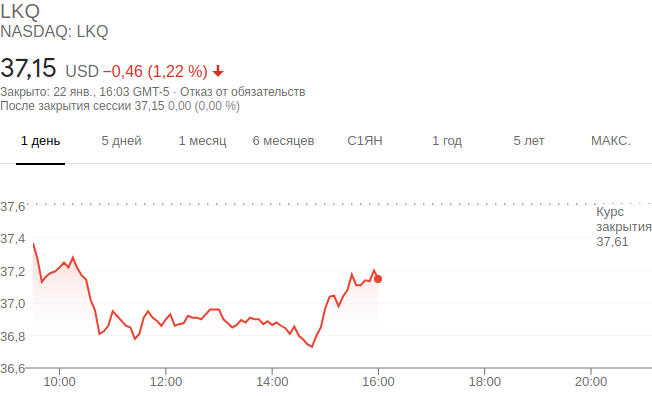 LKQ
NASDAQ: LKQ
37,15 USD −0,46 (1,22 %)
Закрыто: 22 янв., 16:03 GMT-5 · Отказ от обязательств
После закрытия сессии 37,15 0,00 (0,00 %)
1 день 5 дней 1 месяц 6 месяцев С1ЯН 1 год 5 лет МАКС.
37,6
Курс
закрытия
37,61
37,4
37,2
37,0
36,8
36,6
10:00 12:00 14:00 16:00 18:00 20:00